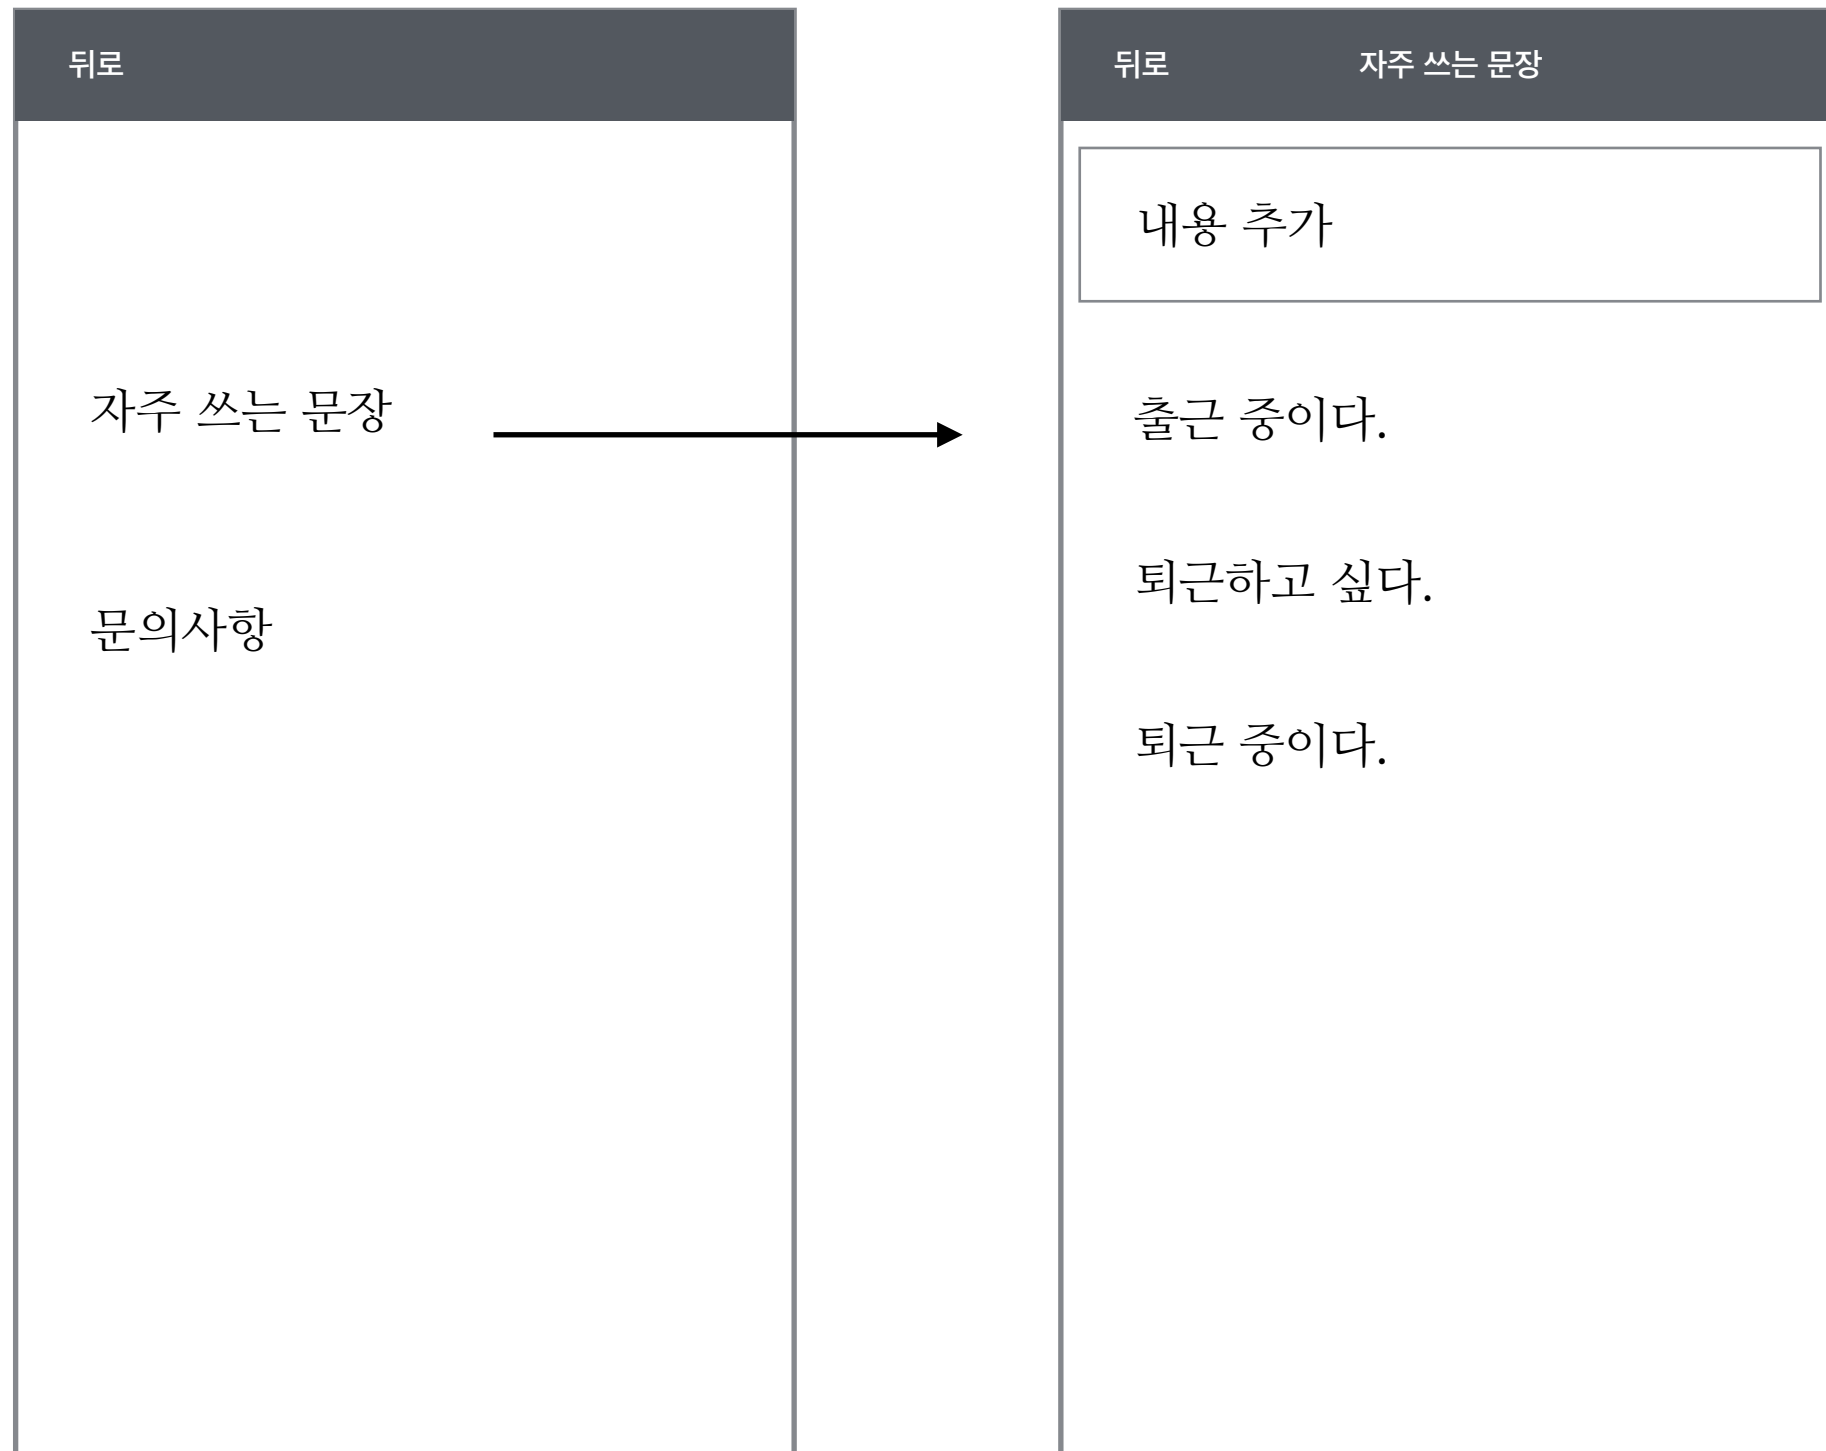 뒤로
자주 쓰는 문장
문의사항
뒤로 자주 쓰는 문장
내용 추가
출근 중이다.
퇴근하고 싶다.
퇴근 중이다.